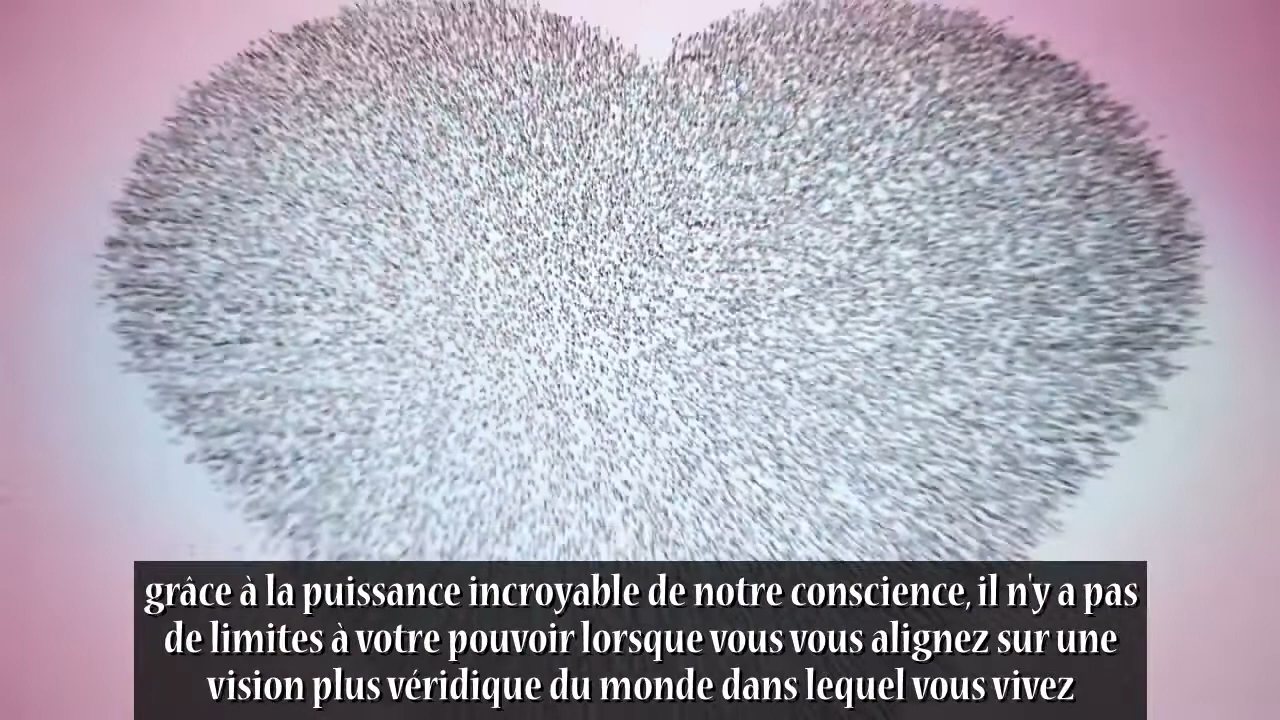 grâce à la puissance incroyable de notre conscience, il n'y a pas
de limites à votre pouvoir lorsque vous vous alignez sur une
vision plus véridique du monde dans lequel vous vivez